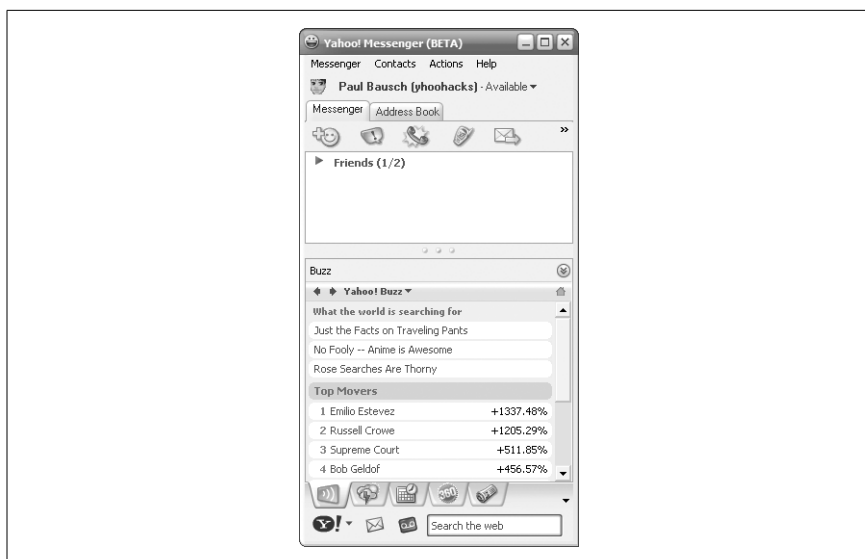 Yahoo! Messenger (BETA)
Messenger Contacts Actions Help
Paul Bausch (yhoohacks) - Available
Messenger Address Book
»
Friends (1/2)
Buzz
Yahoo! Buzz
What the world is searching for
Just the Facts on Traveling Pants
No Fooly -- Anime is Awesome
Rose Searches Are Thorny
Top Movers
1 Emilio Estevez +1337.48%
2 Russell Crowe +1205.29%
3 Supreme Court +511.85%
4 Bob Geldof +456.57%
360
Y! Search the web